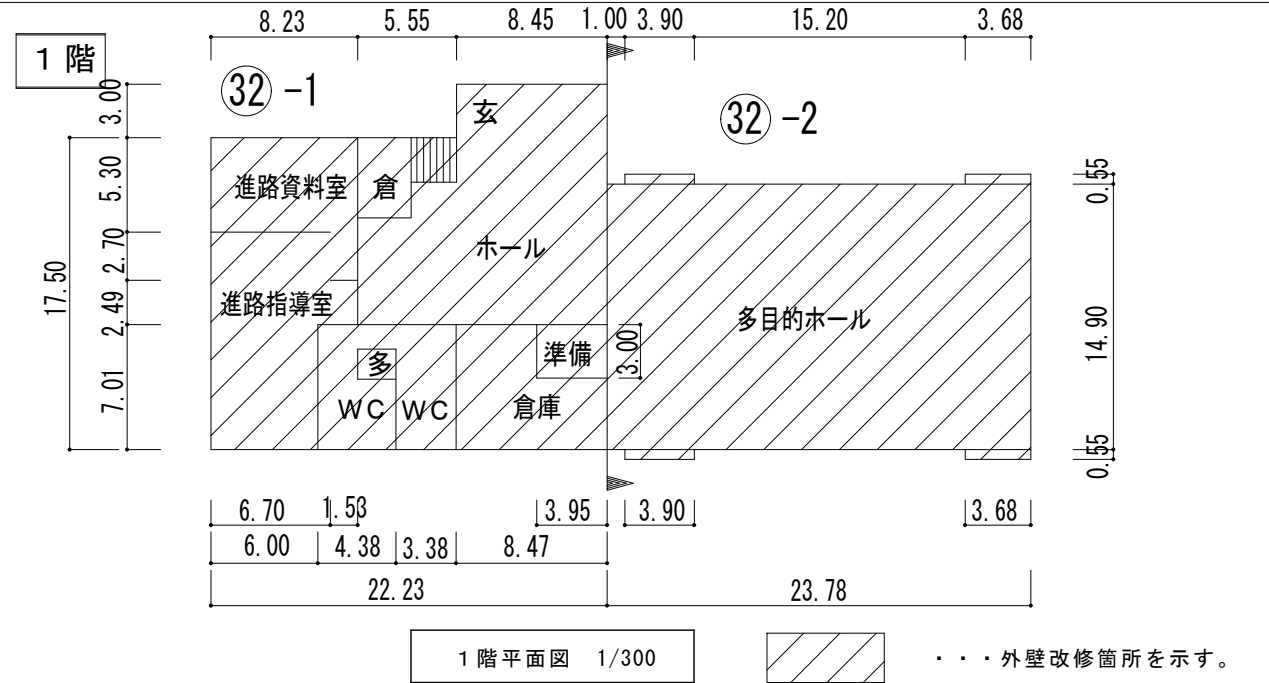 8.23 5.55 8.45 1.00 3.90 15.20 3.68
１階
32 -1
32 -2
3.00
5.30
2.70
2.49
7.01
17.50
玄
進路資料室
倉
ホール
進路指導室
多
準備
3.00
ＷＣ
ＷＣ
倉庫
多目的ホール
0.55
14.90
0.55
6.70 1.53 3.95 3.90 3.68
6.00 4.38 3.38 8.47
22.23 23.78
１階平面図 1/300
・・・外壁改修箇所を示す。